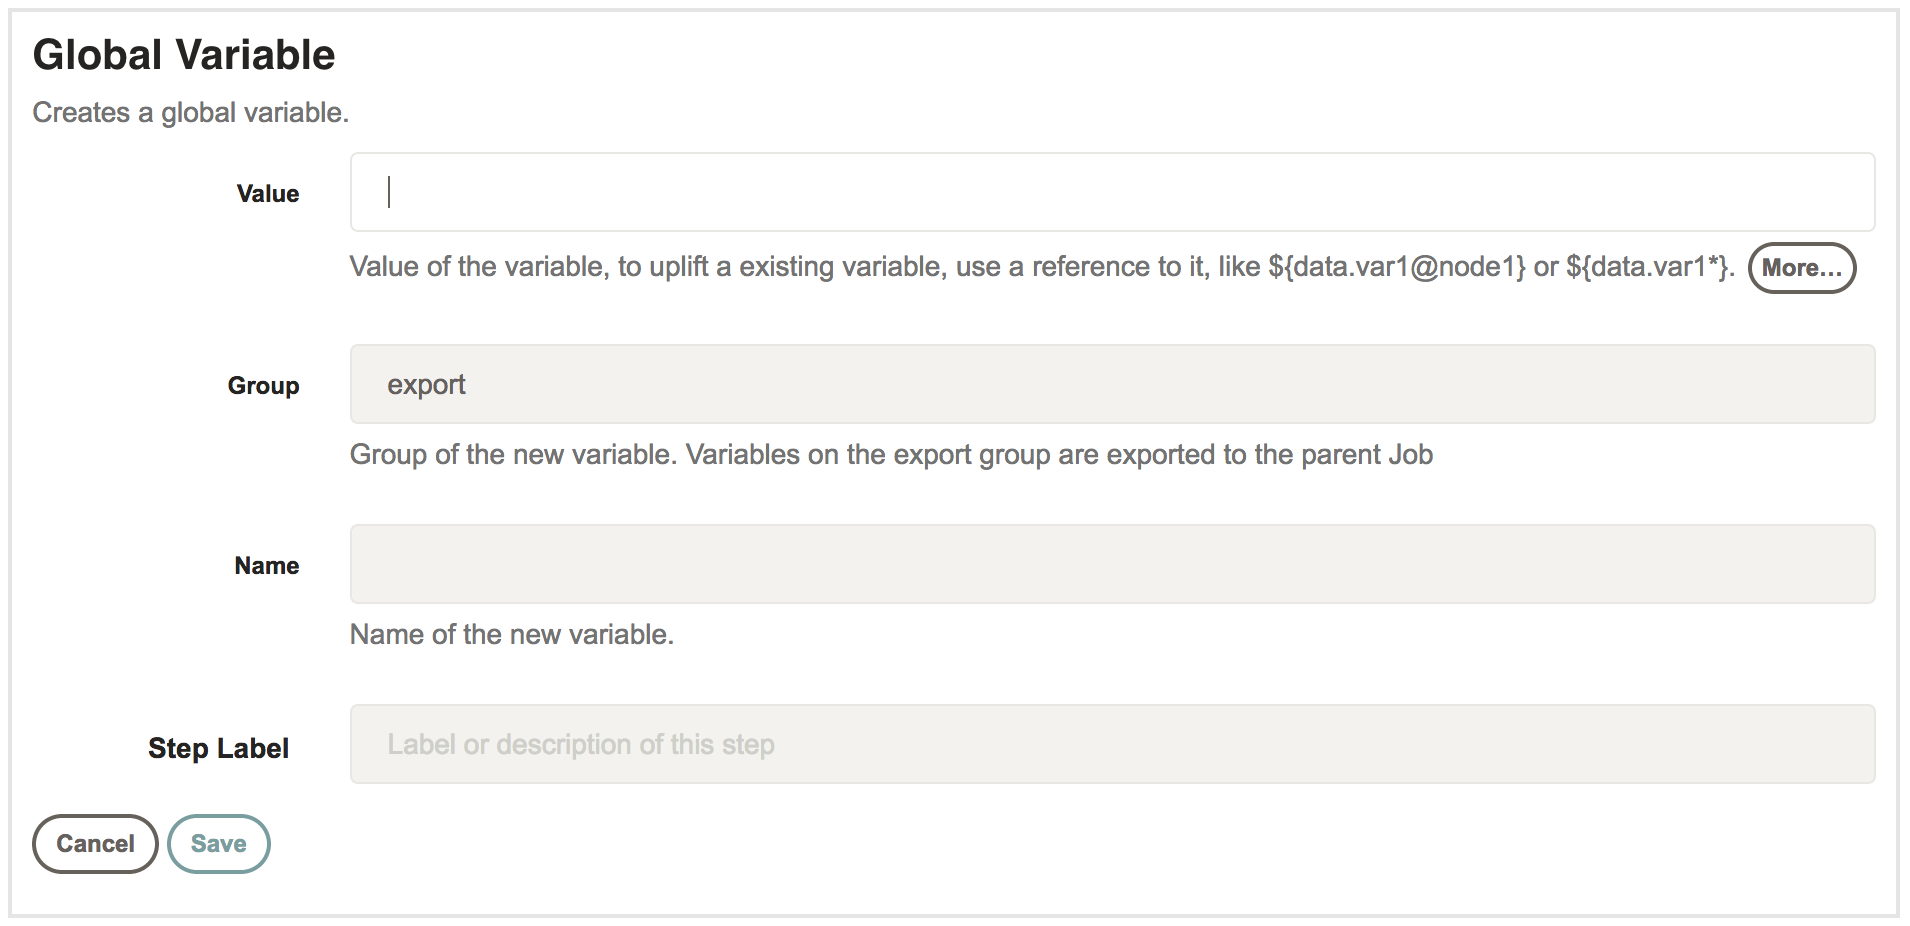 Global Variable
Creates a global variable.
Value
Value of the variable, to uplift a existing variable, use a reference to it, like ${data.var1@node1} or ${data.var1*}. More...
Group
export
Group of the new variable. Variables on the export group are exported to the parent Job
Name
Name of the new variable.
Step Label
Label or description of this step
Cancel Save